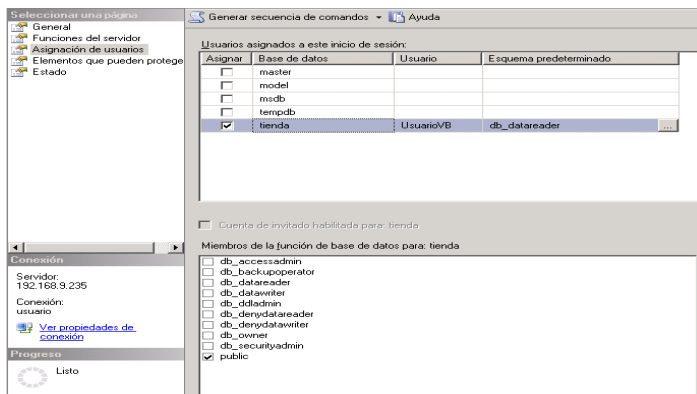 Seleccionar una página
General
Funciones del servidor
Asignación de usuarios
Elementos que pueden protege
Estado
Generar secuencia de comandos
Ayuda
Usuarios asignados a este inicio de sesión:
Asignar Base de datos Usuario Esquema predeterminado
master
model
msdb
tempdb
tienda UsuarioVB db_datareader ...
Cuenta de invitado habilitada para: tienda
Miembros de la función de base de datos para: tienda
db_accessadmin
db_backupoperator
db_datareader
db_datawriter
db_ddladmin
db_denydatareader
db_denydatawriter
db_owner
db_securityadmin
public
Conexión
Servidor:
192.168.9.235
Conexión:
usuario
Ver propiedades de
conexión
Progreso
Listo